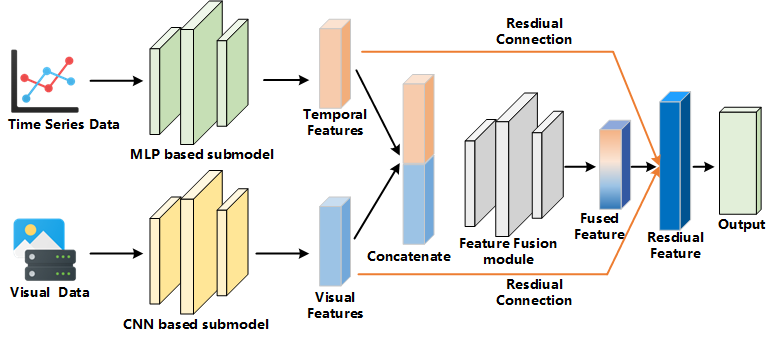 Resdiual
Connection
Time Series Data
MLP based submodel
Temporal
Features
Concatenate
Feature Fusion
module
Fused
Feature
Resdiual
Feature
Output
Visual Data
CNN based submodel
Visual
Features
Resdiual
Connection